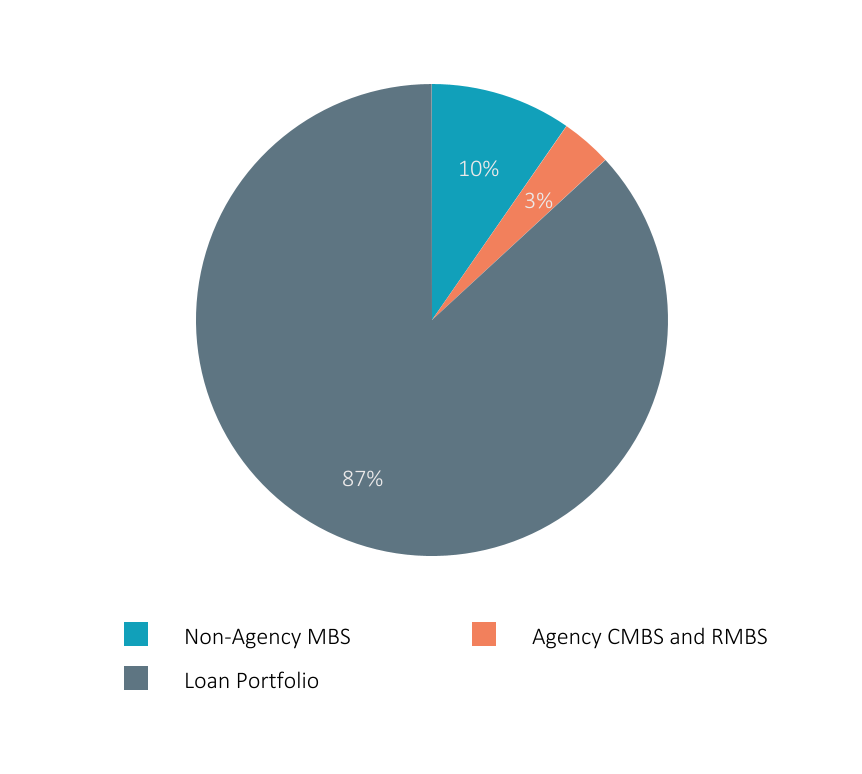 10%
3%
87%
Non-Agency MBS
Agency CMBS and RMBS
Loan Portfolio